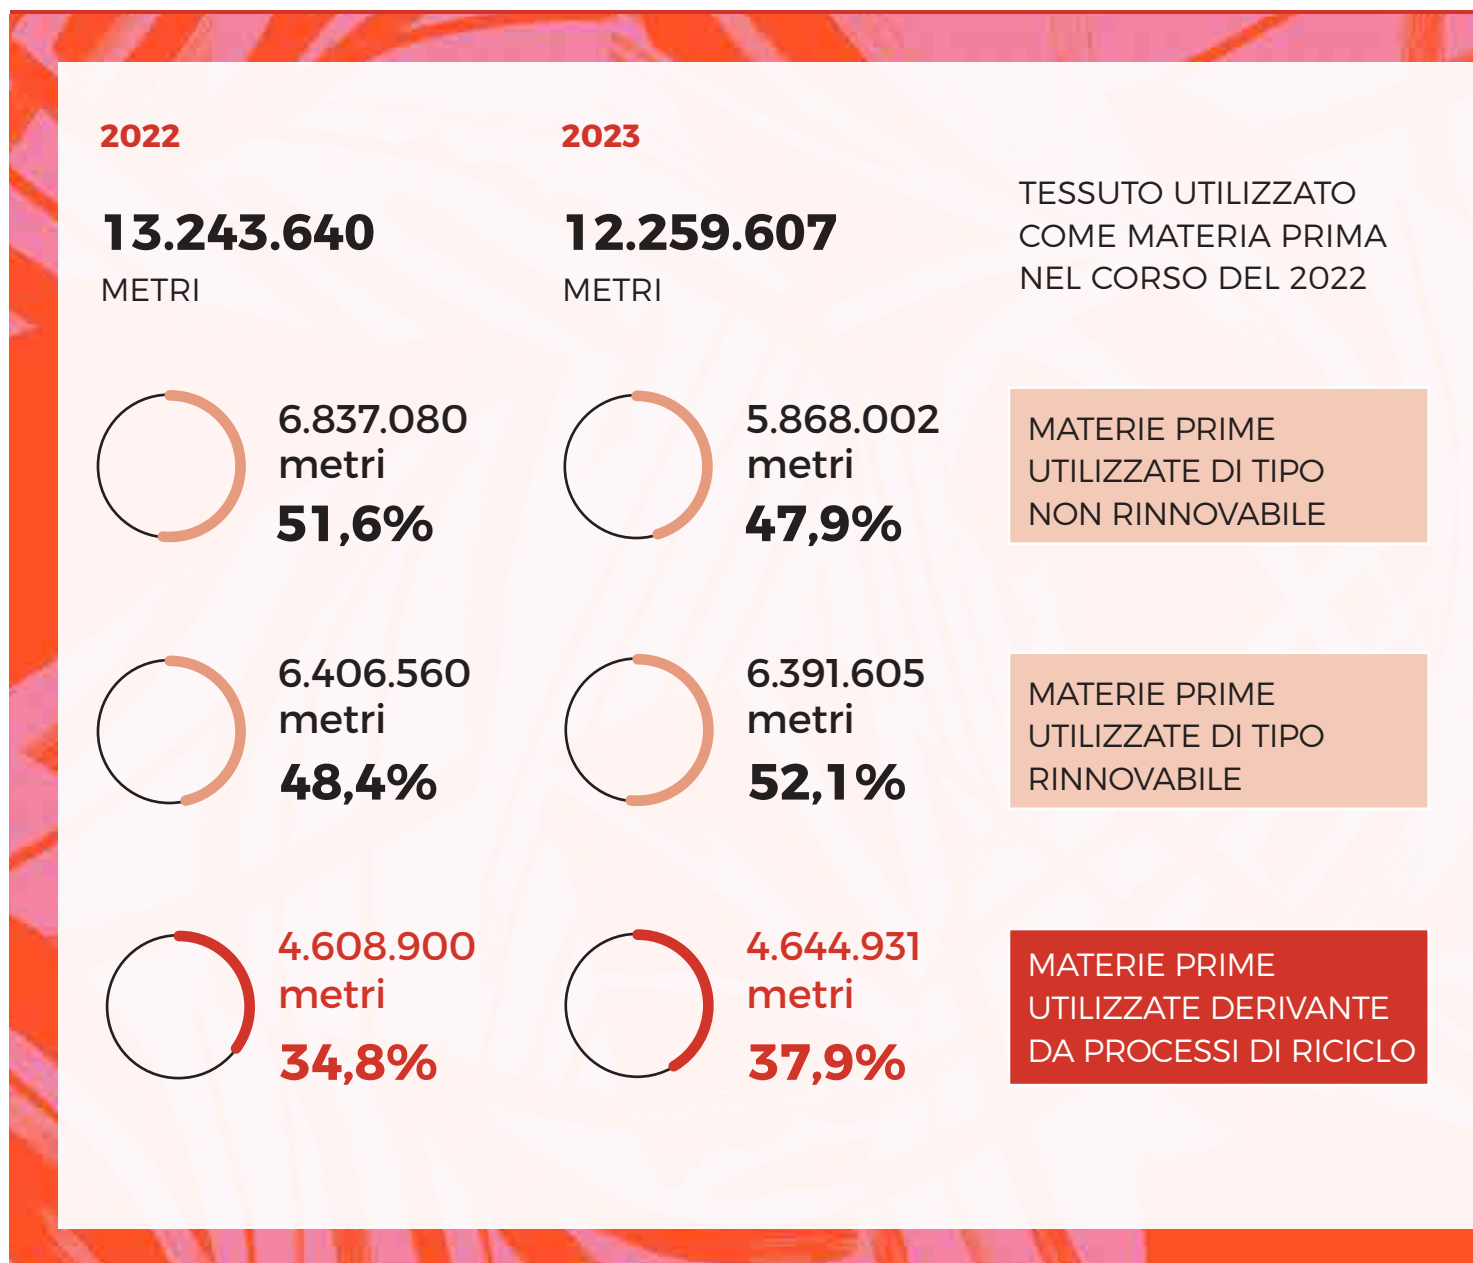 2022
13.243.640
METRI
2023
12.259.607
METRI
TESSUTO UTILIZZATO
COME MATERIA PRIMA
NEL CORSO DEL 2022
6.837.080
metri
51,6%
5.868.002
metri
47,9%
MATERIE PRIME
UTILIZZATE DI TIPO
NON RINNOVABILE
6.406.560
metri
48,4%
6.391.605
metri
52,1%
MATERIE PRIME
UTILIZZATE DI TIPO
RINNOVABILE
4.608.900
metri
34,8%
4.644.931
metri
37,9%
MATERIE PRIME
UTILIZZATE DERIVANTE
DA PROCESSI DI RICICLO